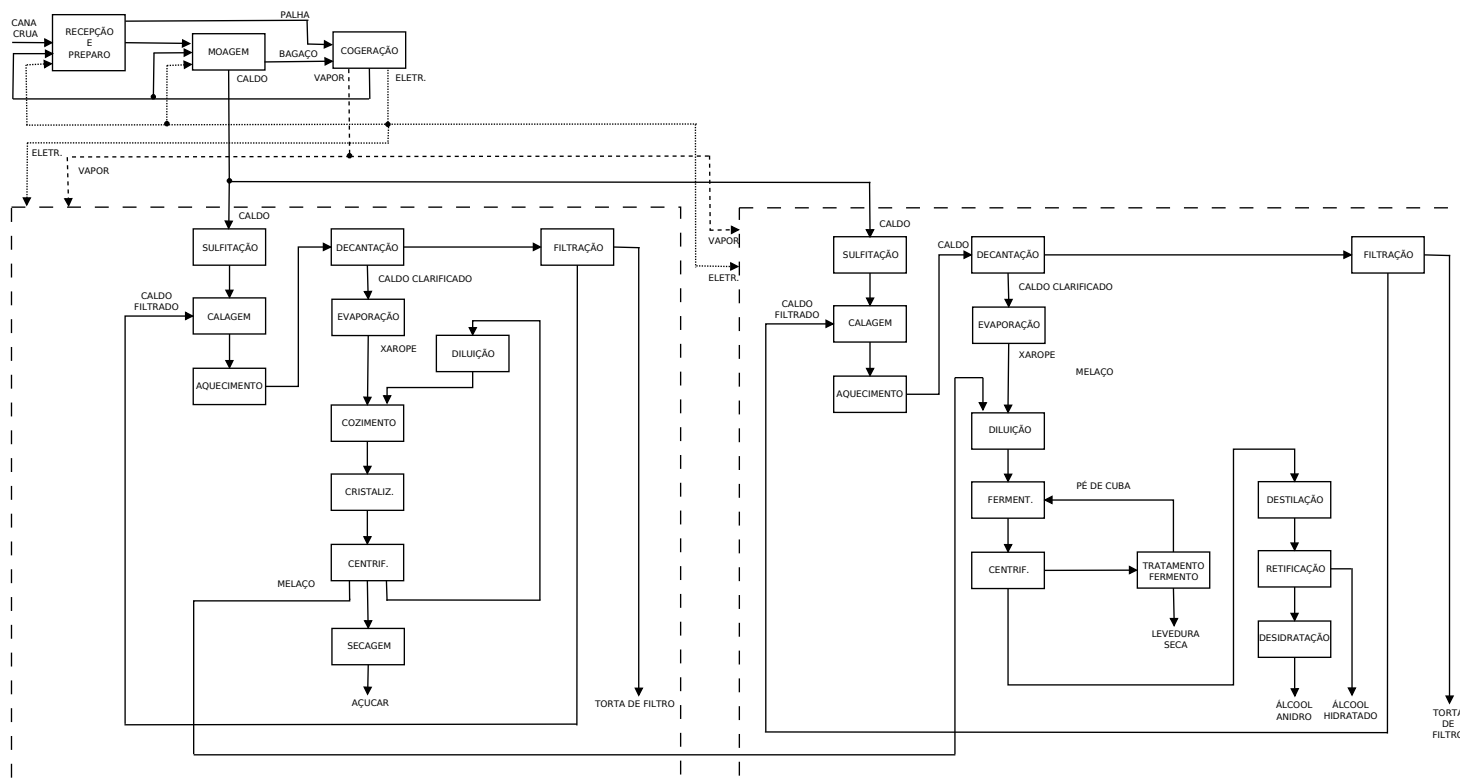 CANA
CRUA
RECEPÇÃO
E
PREPARO
PALHA
MOAGEM
BAGAÇO
COGERAÇÃO
CALDO
VAPOR
ELETR.
ELETR.
VAPOR
CALDO
SULFITAÇÃO
DECANTAÇÃO
FILTRAÇÃO
CALDO CLARIFICADO
CALDO
FILTRADO
CALAGEM
EVAPORAÇÃO
XAROPE
DILUIÇÃO
AQUECIMENTO
COZIMENTO
CRISTALIZ.
CENTRIF.
MELAÇO
SECAGEM
AÇUCAR
TORTA DE FILTRO
VAPOR
ELETR.
CALDO
SULFITAÇÃO
CALDO
DECANTAÇÃO
FILTRAÇÃO
CALDO CLARIFICADO
CALDO
FILTRADO
CALAGEM
EVAPORAÇÃO
XAROPE
MELAÇO
AQUECIMENTO
DILUIÇÃO
FERMENT.
PÉ DE CUBA
DESTILAÇÃO
CENTRIF.
TRATAMENTO
FERMENTO
RETIFICAÇÃO
LEVEDURA
SECA
DESIDRATAÇÃO
ÁLCOOL
ANIDRO
ÁLCOOL
HIDRATADO
TORTA
DE
FILTRO